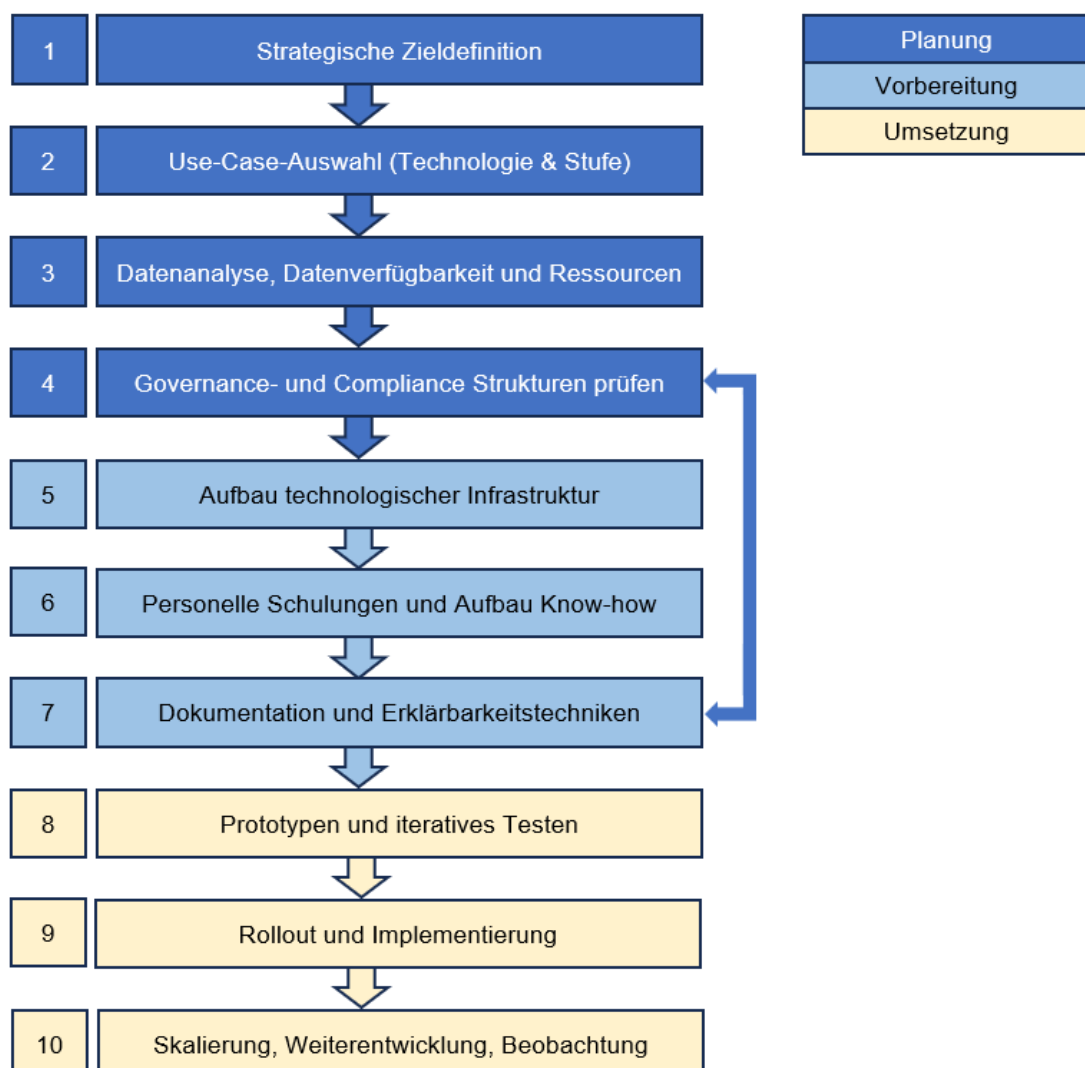 1
Strategische Zieldefinition
2
Use-Case-Auswahl (Technologie & Stufe)
3
Datenanalyse, Datenverfügbarkeit und Ressourcen
4
Governance- und Compliance Strukturen prüfen
5
Aufbau technologischer Infrastruktur
6
Personelle Schulungen und Aufbau Know-how
7
Dokumentation und Erklärbarkeitstechniken
8
Prototypen und iteratives Testen
9
Rollout und Implementierung
10
Skalierung, Weiterentwicklung, Beobachtung
Planung
Vorbereitung
Umsetzung